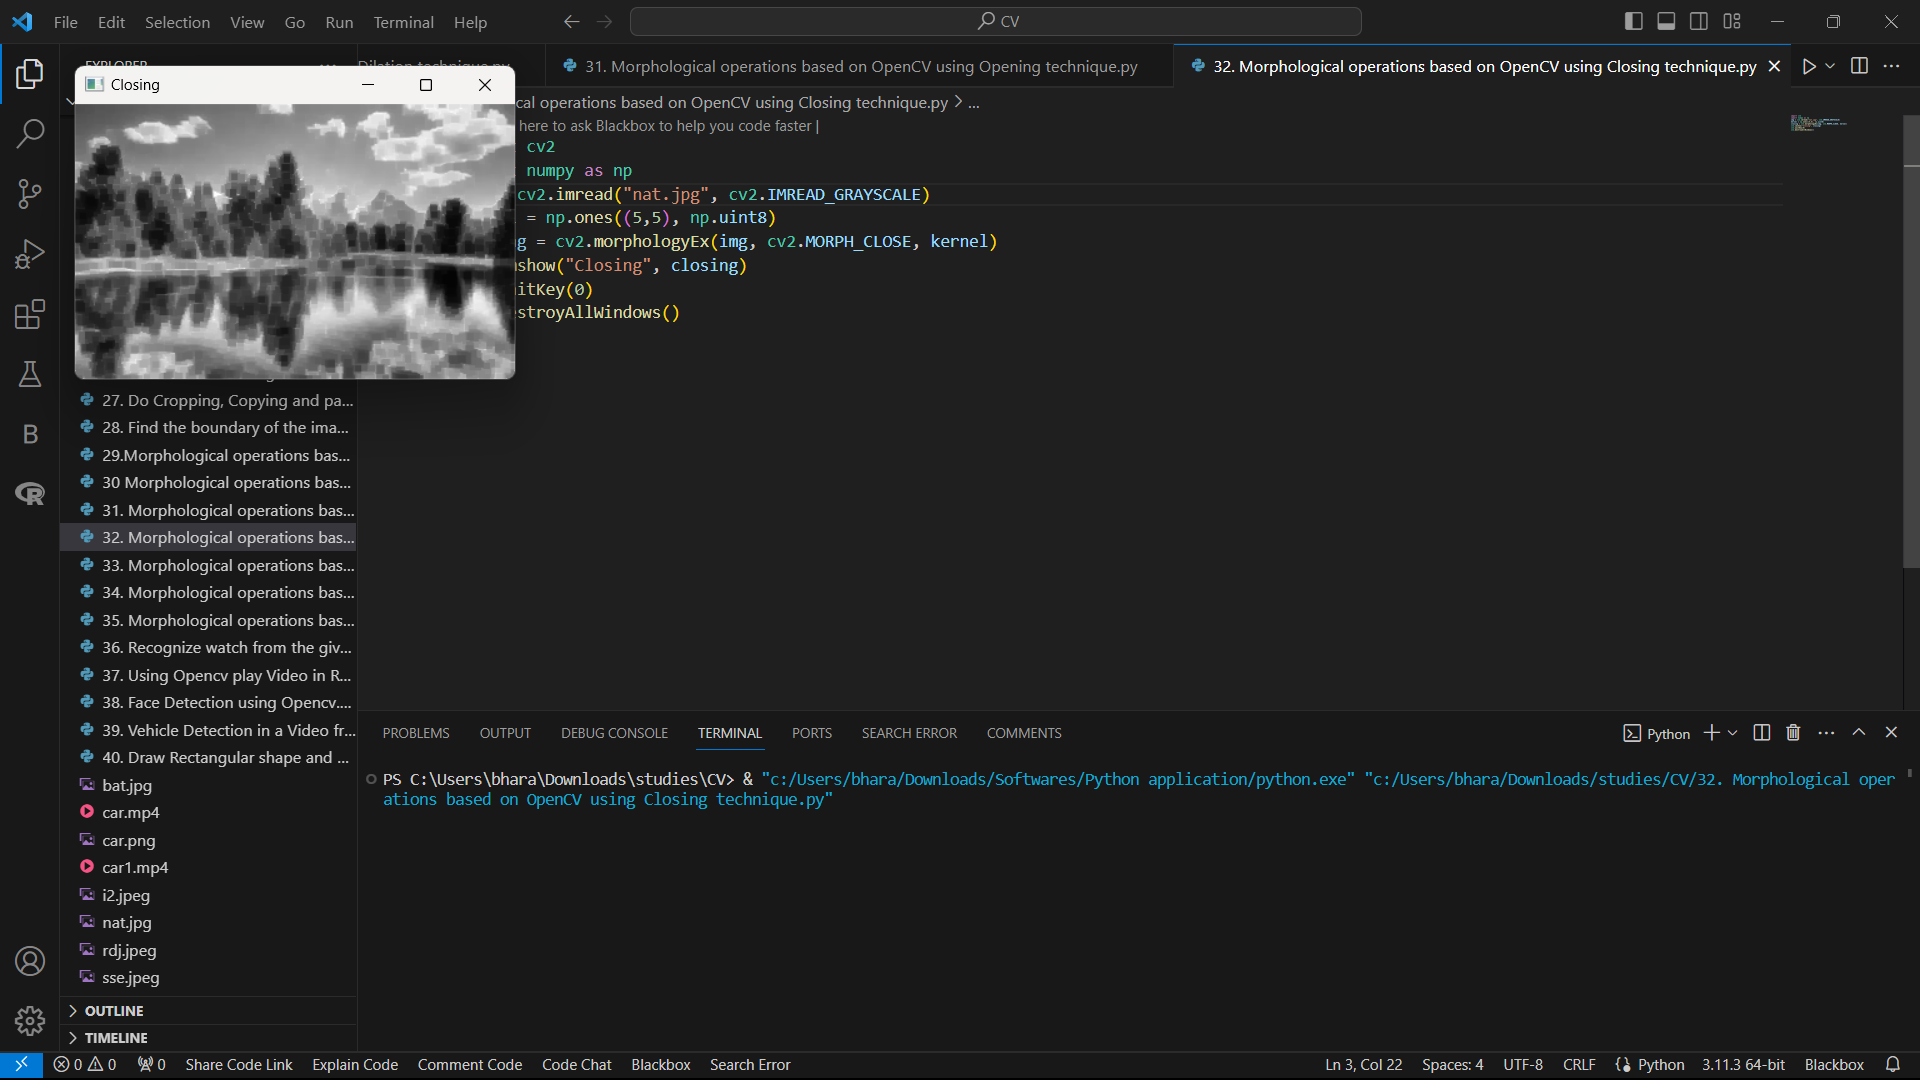 File Edit Selection View Go Run Terminal Help
CV
31. Morphological operations based on OpenCV using Opening technique.py
32. Morphological operations based on OpenCV using Closing technique.py
Closing
cal operations based on OpenCV using Closing technique.py > ...
here to ask Blackbox to help you code faster |
cv2
numpy as np
cv2.imread("nat.jpg", cv2.IMREAD_GRAYSCALE)
= np.ones((5,5), np.uint8)
g = cv2.morphologyEx(img, cv2.MORPH_CLOSE, kernel)
show("Closing", closing)
itKey(0)
stroyAllWindows()
27. Do Cropping, Copying and pa...
28. Find the boundary of the ima...
29.Morphological operations bas...
30 Morphological operations bas...
31. Morphological operations bas...
32. Morphological operations bas...
33. Morphological operations bas...
34. Morphological operations bas...
35. Morphological operations bas...
36. Recognize watch from the giv...
37. Using Opencv play Video in R...
38. Face Detection using Opencv....
39. Vehicle Detection in a Video fr...
40. Draw Rectangular shape and ...
bat.jpg
car.mp4
car.png
car1.mp4
i2.jpeg
nat.jpg
rdj.jpeg
sse.jpeg
OUTLINE
TIMELINE
PROBLEMS OUTPUT DEBUG CONSOLE TERMINAL PORTS SEARCH ERROR COMMENTS
Python
PS C:\Users\bhara\Downloads\studies\CV> & "c:/Users/bhara/Downloads/Softwares/Python application/python.exe" "c:/Users/bhara/Downloads/studies/CV/32. Morphological oper
ations based on OpenCV using Closing technique.py"
0 0 0 Share Code Link Explain Code Comment Code Code Chat Blackbox Search Error
Ln 3, Col 22 Spaces: 4 UTF-8 CRLF Python 3.11.3 64-bit Blackbox